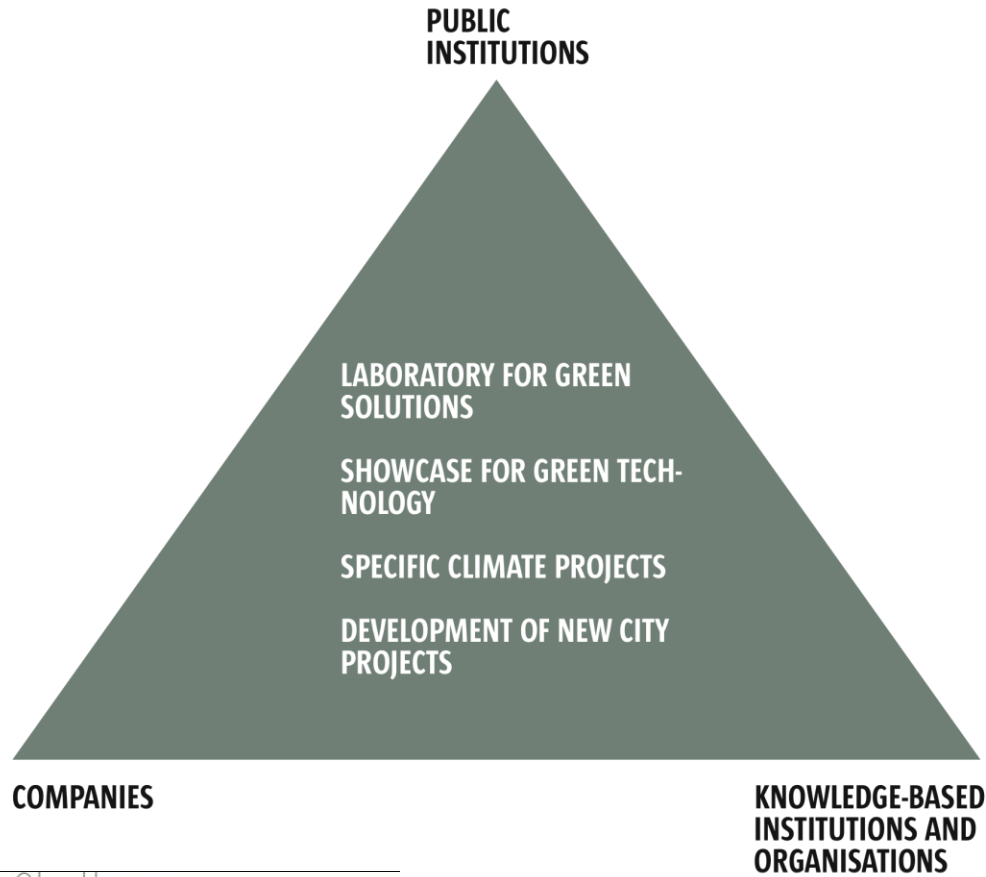 PUBLIC
INSTITUTIONS
LABORATORY FOR GREEN
SOLUTIONS
SHOWCASE FOR GREEN TECH-
NOLOGY
SPECIFIC CLIMATE PROJECTS
DEVELOPMENT OF NEW CITY
PROJECTS
COMPANIES
KNOWLEDGE-BASED
INSTITUTIONS AND
ORGANISATIONS